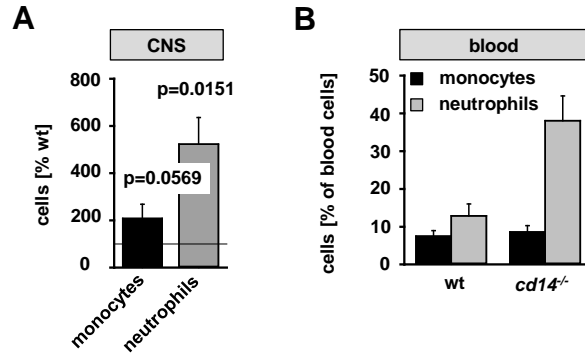 A
CNS
cells [% wt]
800
600
400
200
0
p=0.0151
p=0.0569
monocytes
neutrophils
B
blood
cells [% of blood cells]
50
40
30
20
10
0
monocytes
neutrophils
wt
cd14-/-